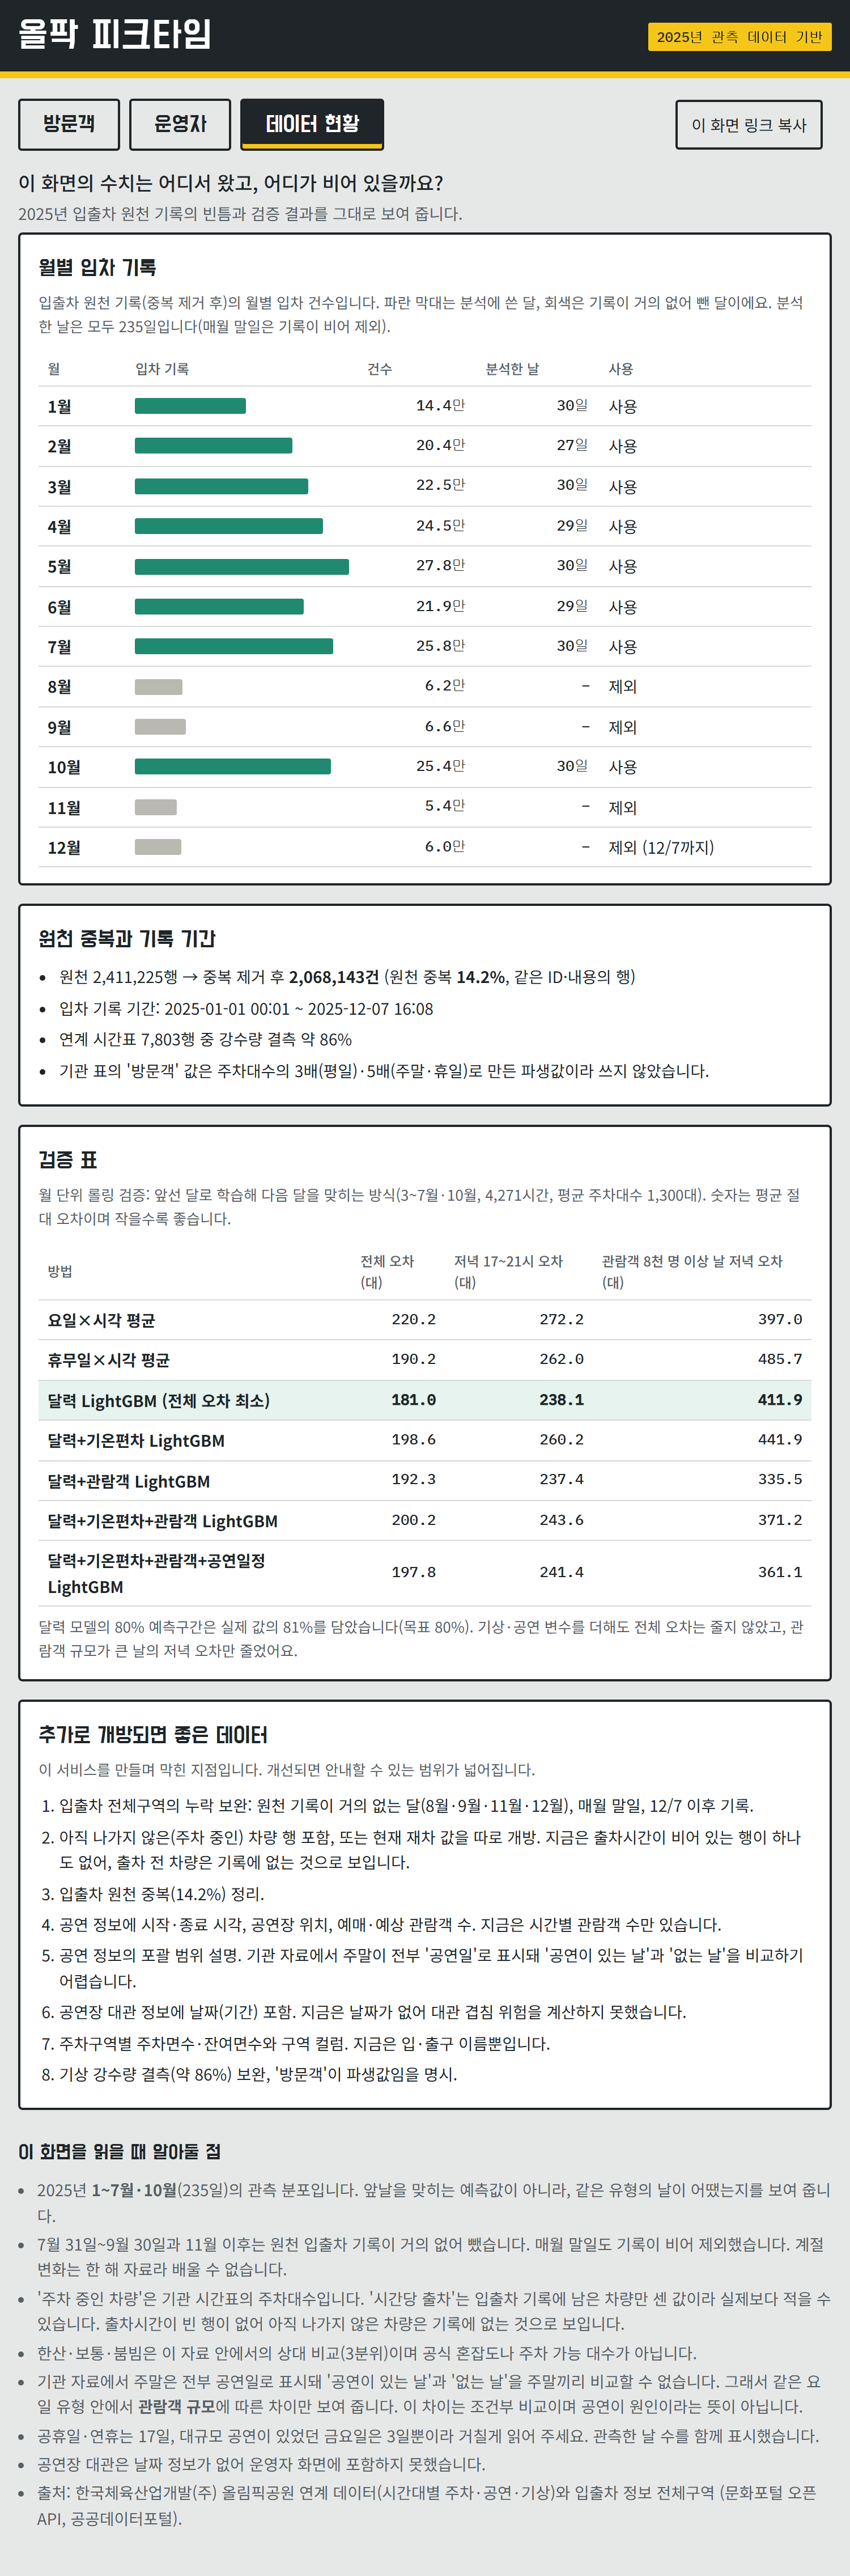 올팍 피크타임
2025년 관측 데이터 기반
방문객
운영자
데이터 현황
이 화면 링크 복사
이 화면의 수치는 어디서 왔고, 어디가 비어 있을까요?
2025년 입출차 원천 기록의 빈틈과 검증 결과를 그대로 보여 줍니다.
월별 입차 기록
입출차 원천 기록(중복 제거 후)의 월별 입차 건수입니다. 파란 막대는 분석에 쓴 달, 회색은 기록이 거의 없어 뺀 달이에요. 분석
한 날은 모두 235일입니다(매월 말일은 기록이 비어 제외).
월 입차 기록 건수 분석한 날 사용
1월 14.4만 30일 사용
2월 20.4만 27일 사용
3월 22.5만 30일 사용
4월 24.5만 29일 사용
5월 27.8만 30일 사용
6월 21.9만 29일 사용
7월 25.8만 30일 사용
8월 6.2만 – 제외
9월 6.6만 – 제외
10월 25.4만 30일 사용
11월 5.4만 – 제외
12월 6.0만 – 제외 (12/7까지)
원천 중복과 기록 기간
• 원천 2,411,225행 → 중복 제거 후 2,068,143건 (원천 중복 14.2%, 같은 ID·내용의 행)
• 입차 기록 기간: 2025-01-01 00:01 ~ 2025-12-07 16:08
• 연계 시간표 7,803행 중 강수량 결측 약 86%
• 기관 표의 '방문객' 값은 주차대수의 3배(평일)·5배(주말·휴일)로 만든 파생값이라 쓰지 않았습니다.
검증 표
월 단위 롤링 검증: 앞선 달로 학습해 다음 달을 맞히는 방식(3~7월·10월, 4,271시간, 평균 주차대수 1,300대). 숫자는 평균 절
대 오차이며 작을수록 좋습니다.
방법 전체 오차 (대) 저녁 17~21시 오차 (대) 관람객 8천 명 이상 날 저녁 오차 (대)
요일×시각 평균 220.2 272.2 397.0
휴무일×시각 평균 190.2 262.0 485.7
달력 LightGBM (전체 오차 최소) 181.0 238.1 411.9
달력+기온편차 LightGBM 198.6 260.2 441.9
달력+관람객 LightGBM 192.3 237.4 335.5
달력+기온편차+관람객 LightGBM 200.2 243.6 371.2
달력+기온편차+관람객+공연일정
LightGBM 197.8 241.4 361.1
달력 모델의 80% 예측구간은 실제 값의 81%를 담았습니다(목표 80%). 기상·공연 변수를 더해도 전체 오차는 줄지 않았고, 관
람객 규모가 큰 날의 저녁 오차만 줄었어요.
추가로 개방되면 좋은 데이터
이 서비스를 만들며 막힌 지점입니다. 개선되면 안내할 수 있는 범위가 넓어집니다.
1. 입출차 전체구역의 누락 보완: 원천 기록이 거의 없는 달(8월·9월·11월·12월), 매월 말일, 12/7 이후 기록.
2. 아직 나가지 않은(주차 중인) 차량 행 포함, 또는 현재 재차 값을 따로 개방. 지금은 출차시간이 비어 있는 행이 하나
도 없어, 출차 전 차량은 기록에 없는 것으로 보입니다.
3. 입출차 원천 중복(14.2%) 정리.
4. 공연 정보에 시작·종료 시각, 공연장 위치, 예매·예상 관람객 수. 지금은 시간별 관람객 수만 있습니다.
5. 공연 정보의 포괄 범위 설명. 기관 자료에서 주말이 전부 '공연일'로 표시돼 '공연이 있는 날'과 '없는 날'을 비교하기
어렵습니다.
6. 공연장 대관 정보에 날짜(기간) 포함. 지금은 날짜가 없어 대관 겹침 위험을 계산하지 못했습니다.
7. 주차구역별 주차면수·잔여면수와 구역 컬럼. 지금은 입·출구 이름뿐입니다.
8. 기상 강수량 결측(약 86%) 보완, '방문객'이 파생값임을 명시.
이 화면을 읽을 때 알아둘 점
• 2025년 1~7월·10월(235일)의 관측 분포입니다. 앞날을 맞히는 예측값이 아니라, 같은 유형의 날이 어땠는지를 보여 줍니
다.
• 7월 31일~9월 30일과 11월 이후는 원천 입출차 기록이 거의 없어 뺐습니다. 매월 말일도 기록이 비어 제외했습니다. 계절
변화는 한 해 자료라 배울 수 없습니다.
• '주차 중인 차량'은 기관 시간표의 주차대수입니다. '시간당 출차'는 입출차 기록에 남은 차량만 센 값이라 실제보다 적을 수
있습니다. 출차시간이 빈 행이 없어 아직 나가지 않은 차량은 기록에 없는 것으로 보입니다.
• 한산·보통·붐빔은 이 자료 안에서의 상대 비교(3분위)이며 공식 혼잡도나 주차 가능 대수가 아닙니다.
• 기관 자료에서 주말은 전부 공연일로 표시돼 '공연이 있는 날'과 '없는 날'을 주말끼리 비교할 수 없습니다. 그래서 같은 요
일 유형 안에서 관람객 규모에 따른 차이만 보여 줍니다. 이 차이는 조건부 비교이며 공연이 원인이라는 뜻이 아닙니다.
• 공휴일·연휴는 17일, 대규모 공연이 있었던 금요일은 3일뿐이라 거칠게 읽어 주세요. 관측한 날 수를 함께 표시했습니다.
• 공연장 대관은 날짜 정보가 없어 운영자 화면에 포함하지 못했습니다.
• 출처: 한국체육산업개발(주) 올림픽공원 연계 데이터(시간대별 주차·공연·기상)와 입출차 정보 전체구역 (문화포털 오픈
API, 공공데이터포털).